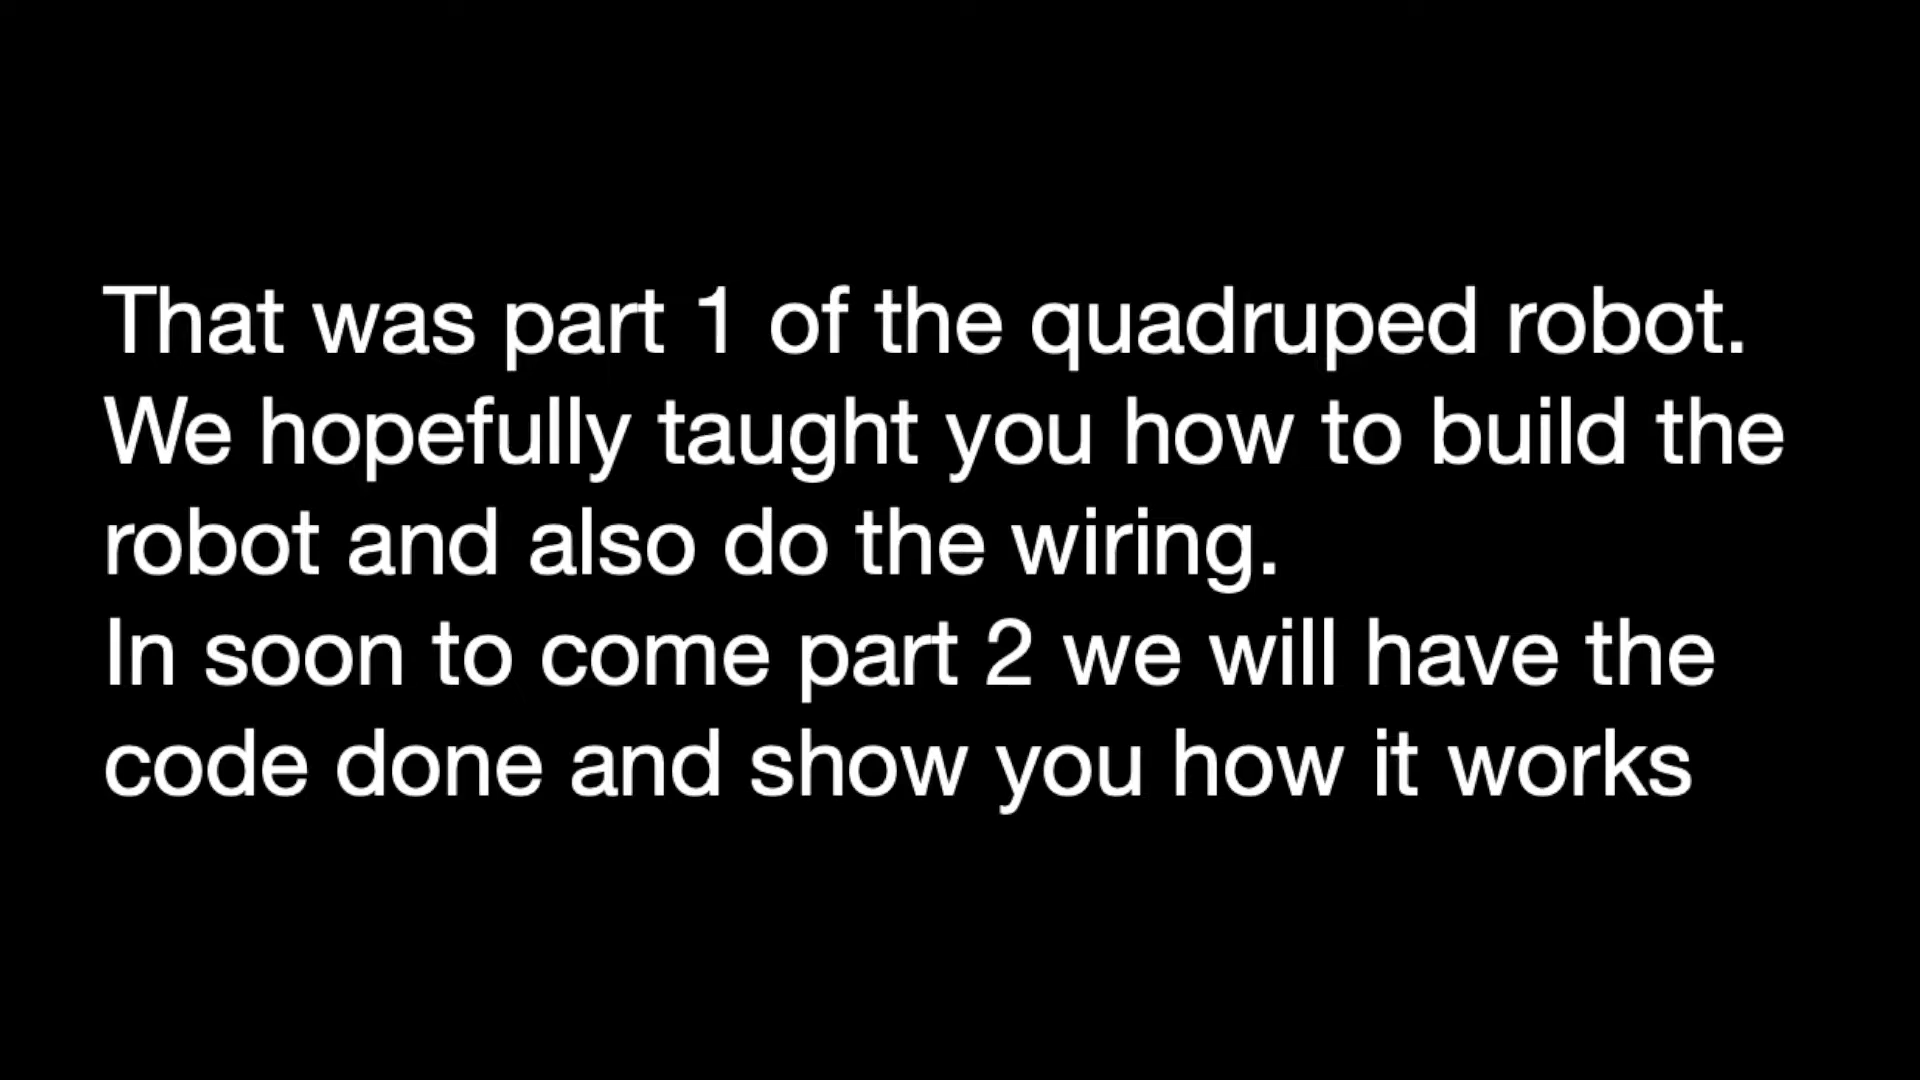 That was part 1 of the quadruped robot.
We hopefully taught you how to build the
robot and also do the wiring.
In soon to come part 2 we will have the
code done and show you how it works